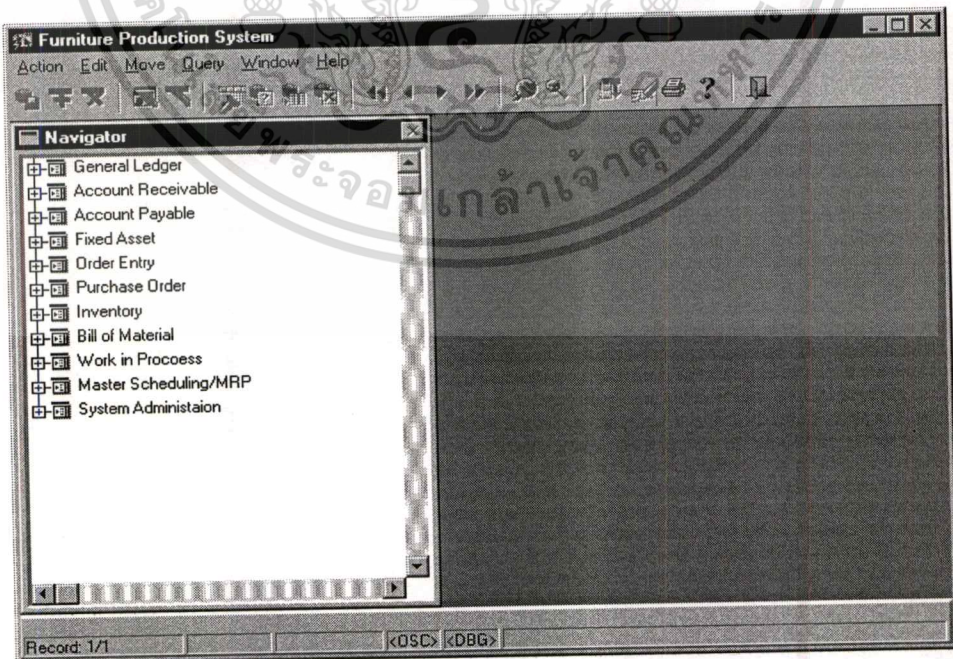 Furniture Production System
Action Edit Move Query Window Help
Navigator
General Ledger
Account Receivable
Account Payable
Fixed Asset
Order Entry
Purchase Order
Inventory
Bill of Material
Work in Procoess
Master Scheduling/MRP
System Administaion
Record: 1/1 <OSC> <DBG>